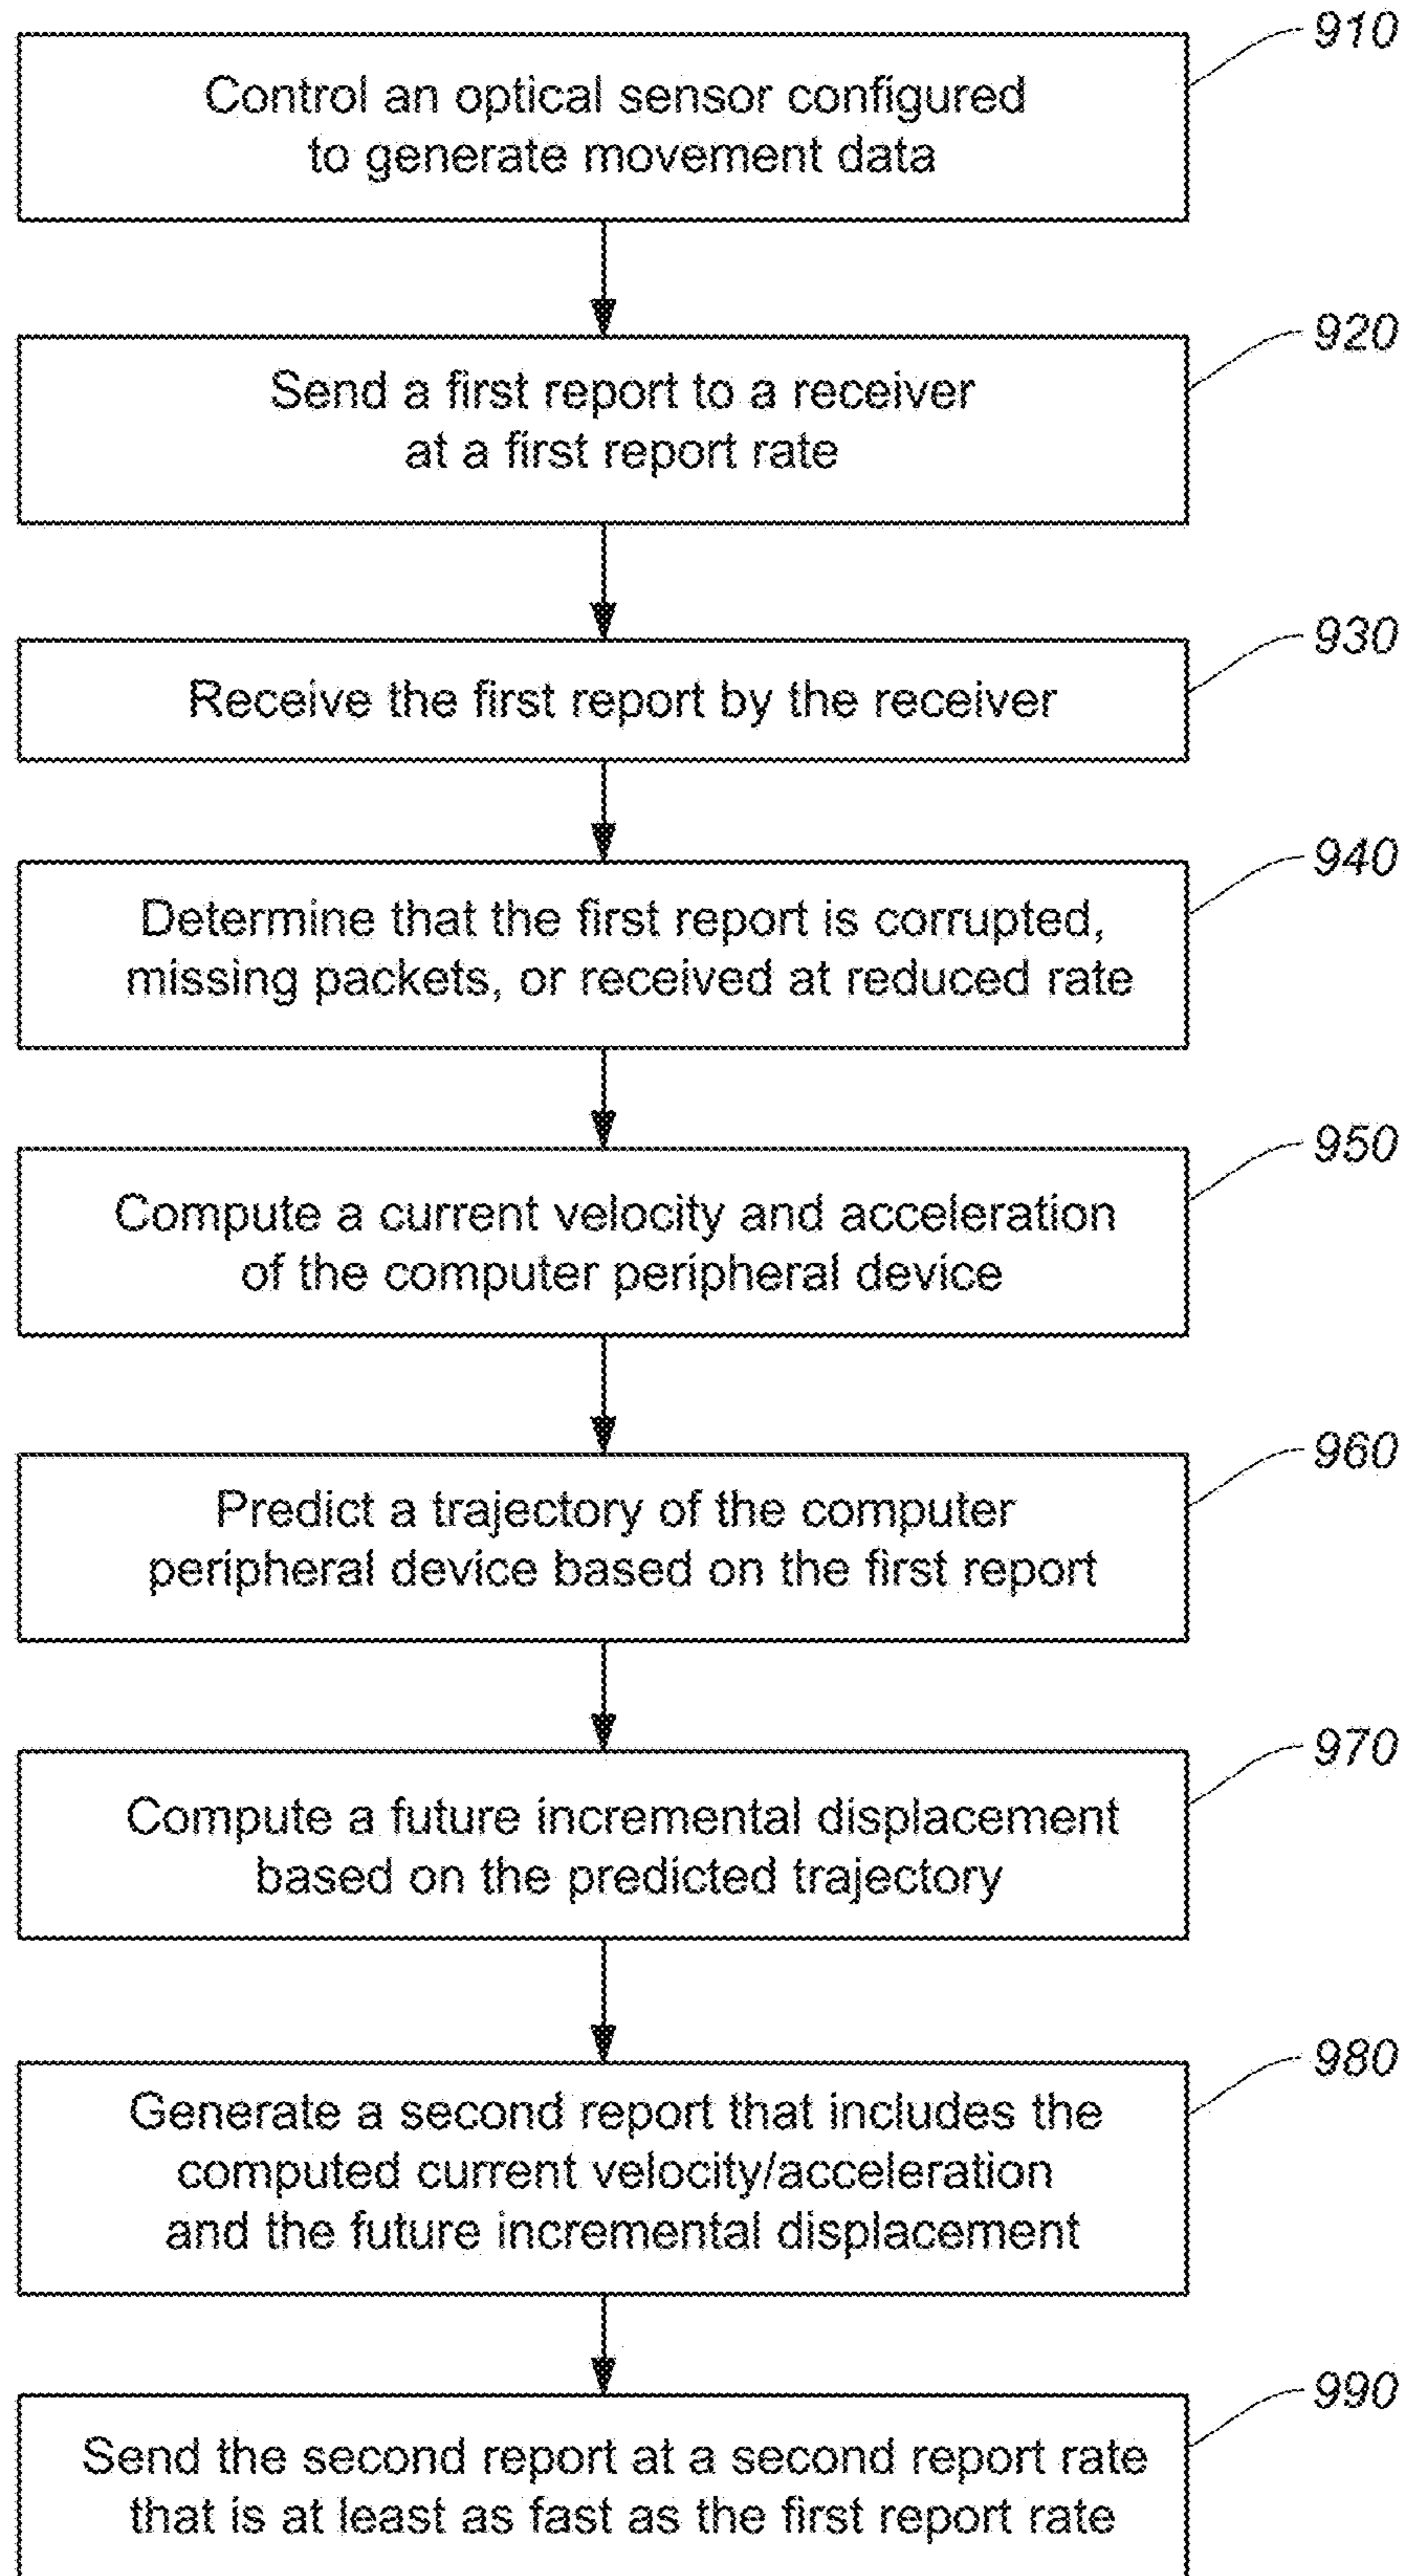 910
Control an optical sensor configured
to generate movement data
920
Send a first report to a receiver
at a first report rate
930
Receive the first report by the receiver
940
Determine that the first report is corrupted,
missing packets, or received at reduced rate
950
Compute a current velocity and acceleration
of the computer peripheral device
960
Predict a trajectory of the computer
peripheral device based on the first report
970
Compute a future incremental displacement
based on the predicted trajectory
980
Generate a second report that includes the
computed current velocity/acceleration
and the future incremental displacement
990
Send the second report at a second report rate
that is at least as fast as the first report rate